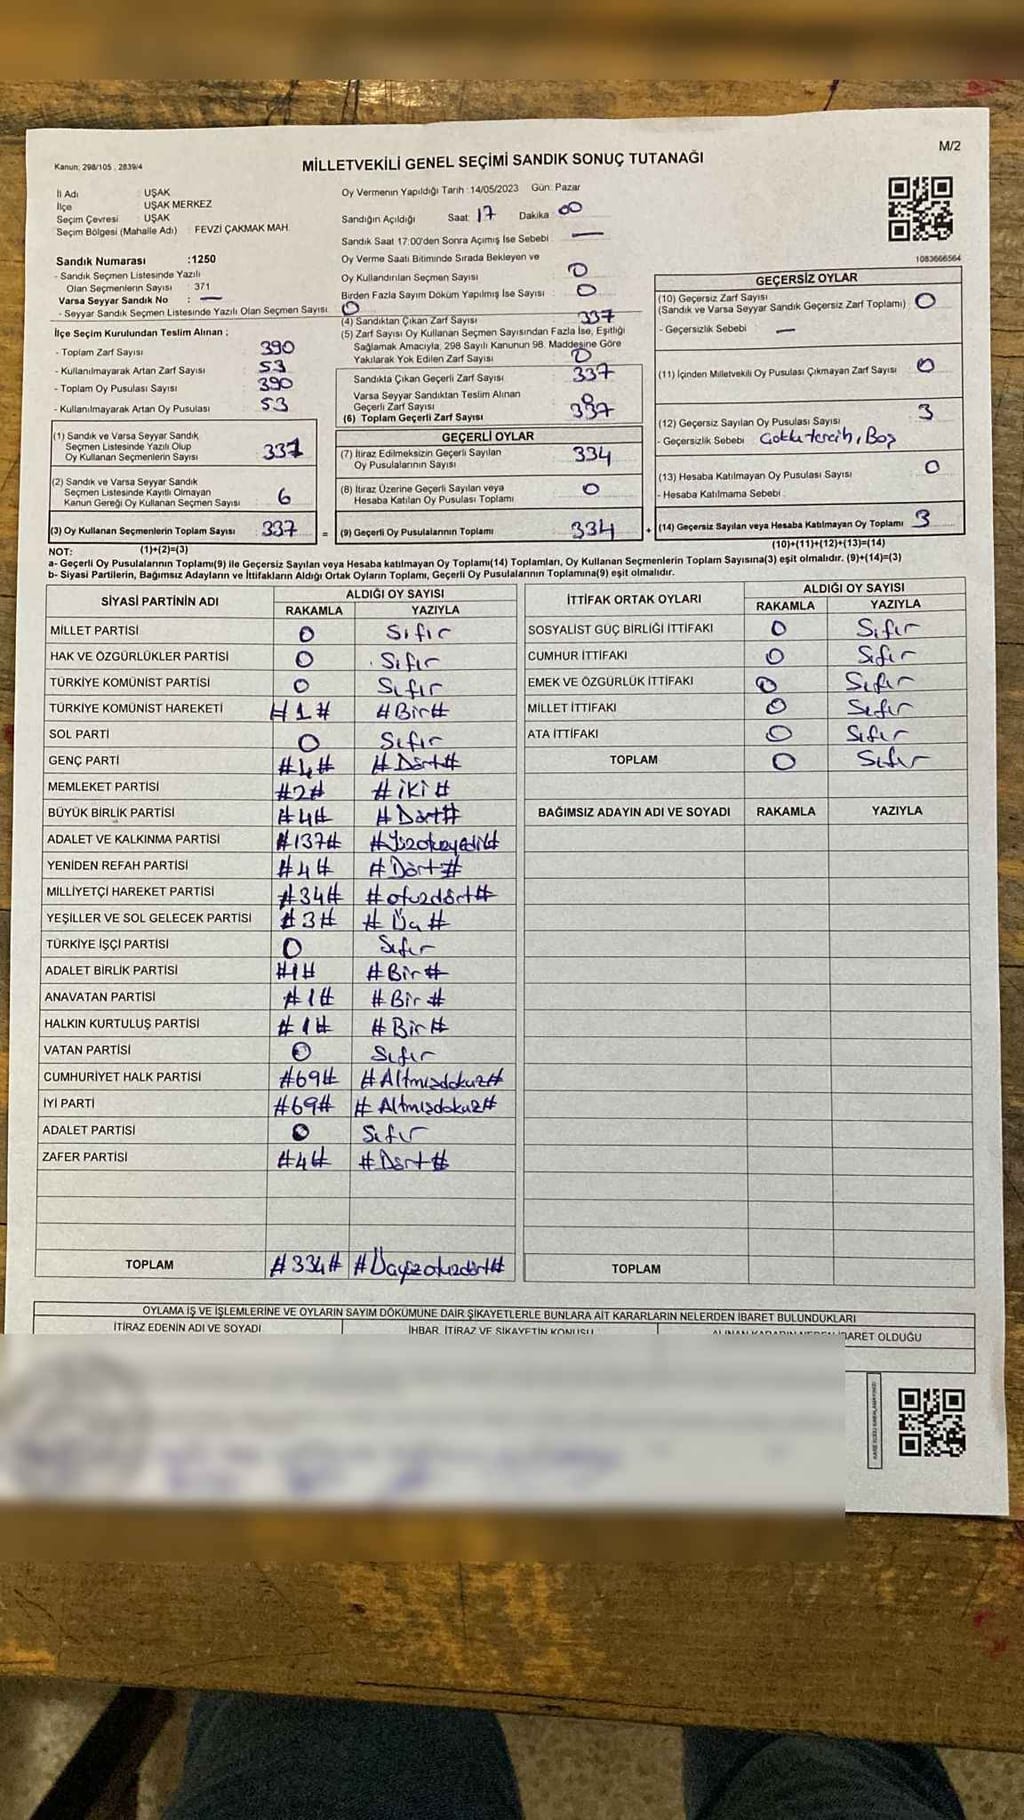 M/2
Kanun: 298/105 , 2839/4
MİLLETVEKİLİ GENEL SEÇİMİ SANDIK SONUÇ TUTANAĞI
İl Adı : UŞAK
İlçe : UŞAK MERKEZ
Seçim Çevresi : UŞAK
Seçim Bölgesi (Mahalle Adı) : FEVZİ ÇAKMAK MAH.
Sandık Numarası :1250
- Sandık Seçmen Listesinde Yazılı
Olan Seçmenlerin Sayısı : 371
Varsa Seyyar Sandık No : —
- Seyyar Sandık Seçmen Listesinde Yazılı Olan Seçmen Sayısı : 0
Oy Vermenin Yapıldığı Tarih :14/05/2023 Gün: Pazar
Sandığın Açıldığı Saat: 17 Dakika : 00
Sandık Saat 17:00'den Sonra Açımış İse Sebebi : —
Oy Verme Saati Bitiminde Sırada Bekleyen ve
Oy Kullandırılan Seçmen Sayısı : 0
Birden Fazla Sayım Döküm Yapılmış İse Sayısı : 0
1083666564
İlçe Seçim Kurulundan Teslim Alınan :
- Toplam Zarf Sayısı 390
- Kullanılmayarak Artan Zarf Sayısı 53
- Toplam Oy Pusulası Sayısı 390
- Kullanılmayarak Artan Oy Pusulası 53
(4) Sandıktan Çıkan Zarf Sayısı 337
(5) Zarf Sayısı Oy Kullanan Seçmen Sayısından Fazla İse, Eşitliği
Sağlamak Amacıyla, 298 Sayılı Kanunun 98. Maddesine Göre
Yakılarak Yok Edilen Zarf Sayısı 0
Sandıkta Çıkan Geçerli Zarf Sayısı 337
Varsa Seyyar Sandıktan Teslim Alınan
Geçerli Zarf Sayısı 0
(6) Toplam Geçerli Zarf Sayısı 337
GEÇERSİZ OYLAR
(10) Geçersiz Zarf Sayısı
(Sandık ve Varsa Seyyar Sandık Geçersiz Zarf Toplamı) 0
- Geçersizlik Sebebi : —
(11) İçinden Milletvekili Oy Pusulası Çıkmayan Zarf Sayısı 0
(12) Geçersiz Sayılan Oy Pusulası Sayısı 3
- Geçersizlik Sebebi : Çoklu tercih, Boş
(13) Hesaba Katılmayan Oy Pusulası Sayısı 0
- Hesaba Katılmama Sebebi :
(14) Geçersiz Sayılan veya Hesaba Katılmayan Oy Toplamı 3
(10)+(11)+(12)+(13)=(14)
(1) Sandık ve Varsa Seyyar Sandık
Seçmen Listesinde Yazılı Olup
Oy Kullanan Seçmenlerin Sayısı
(2) Sandık ve Varsa Seyyar Sandık
Seçmen Listesinde Kayıtlı Olmayan
Kanun Gereği Oy Kullanan Seçmen Sayısı 6
(3) Oy Kullanan Seçmenlerin Toplam Sayısı 337 =
(1)+(2)=(3)
GEÇERLİ OYLAR
(7) İtiraz Edilmeksizin Geçerli Sayılan
Oy Pusulalarının Sayısı 334
(8) İtiraz Üzerine Geçerli Sayılan veya
Hesaba Katılan Oy Pusulası Toplamı 0
(9) Geçerli Oy Pusulalarının Toplamı 334 +
NOT:
a- Geçerli Oy Pusulalarının Toplamı(9) ile Geçersiz Sayılan veya Hesaba katılmayan Oy Toplamı(14) Toplamları, Oy Kullanan Seçmenlerin Toplam Sayısına(3) eşit olmalıdır. (9)+(14)=(3)
b- Siyasi Partilerin, Bağımsız Adayların ve İttifakların Aldığı Ortak Oyların Toplamı, Geçerli Oy Pusulalarının Toplamına(9) eşit olmalıdır.
SİYASİ PARTİNİN ADI ALDIĞI OY SAYISI
RAKAMLA YAZIYLA
MİLLET PARTİSİ 0 Sıfır
HAK VE ÖZGÜRLÜKLER PARTİSİ 0 Sıfır
TÜRKİYE KOMÜNİST PARTİSİ 0 Sıfır
TÜRKİYE KOMÜNİST HAREKETİ #1# #Bir#
SOL PARTİ 0 Sıfır
GENÇ PARTİ #4# #Dört#
MEMLEKET PARTİSİ #2# #iki#
BÜYÜK BİRLİK PARTİSİ #4# #Dört#
ADALET VE KALKINMA PARTİSİ #137# #Yüzotuzyedi#
YENİDEN REFAH PARTİSİ #4# #Dört#
MİLLİYETÇİ HAREKET PARTİSİ #34# #otuzdört#
YEŞİLLER VE SOL GELECEK PARTİSİ #3# #Üç#
TÜRKİYE İŞÇİ PARTİSİ 0 Sıfır
ADALET BİRLİK PARTİSİ #1# #Bir#
ANAVATAN PARTİSİ #1# #Bir#
HALKIN KURTULUŞ PARTİSİ #1# #Bir#
VATAN PARTİSİ 0 Sıfır
CUMHURİYET HALK PARTİSİ #69# #Altmışdokuz#
İYİ PARTİ #69# #Altmışdokuz#
ADALET PARTİSİ 0 Sıfır
ZAFER PARTİSİ #4# #Dört#
TOPLAM #334# #Üçyüzotuzdört#
İTTİFAK ORTAK OYLARI ALDIĞI OY SAYISI
RAKAMLA YAZIYLA
SOSYALİST GÜÇ BİRLİĞİ İTTİFAKI 0 Sıfır
CUMHUR İTTİFAKI 0 Sıfır
EMEK VE ÖZGÜRLÜK İTTİFAKI 0 Sıfır
MİLLET İTTİFAKI 0 Sıfır
ATA İTTİFAKI 0 Sıfır
TOPLAM 0 Sıfır
BAĞIMSIZ ADAYIN ADI VE SOYADI RAKAMLA YAZIYLA
TOPLAM
OYLAMA İŞ VE İŞLEMLERİNE VE OYLARIN SAYIM DÖKÜMÜNE DAİR ŞİKAYETLERLE BUNLARA AİT KARARLARIN NELERDEN İBARET BULUNDUKLARI
İTİRAZ EDENİN ADI VE SOYADI İHBAR, İTİRAZ VE ŞİKAYETİN KONUSU ALINAN KARARIN NEDEN İBARET OLDUĞU